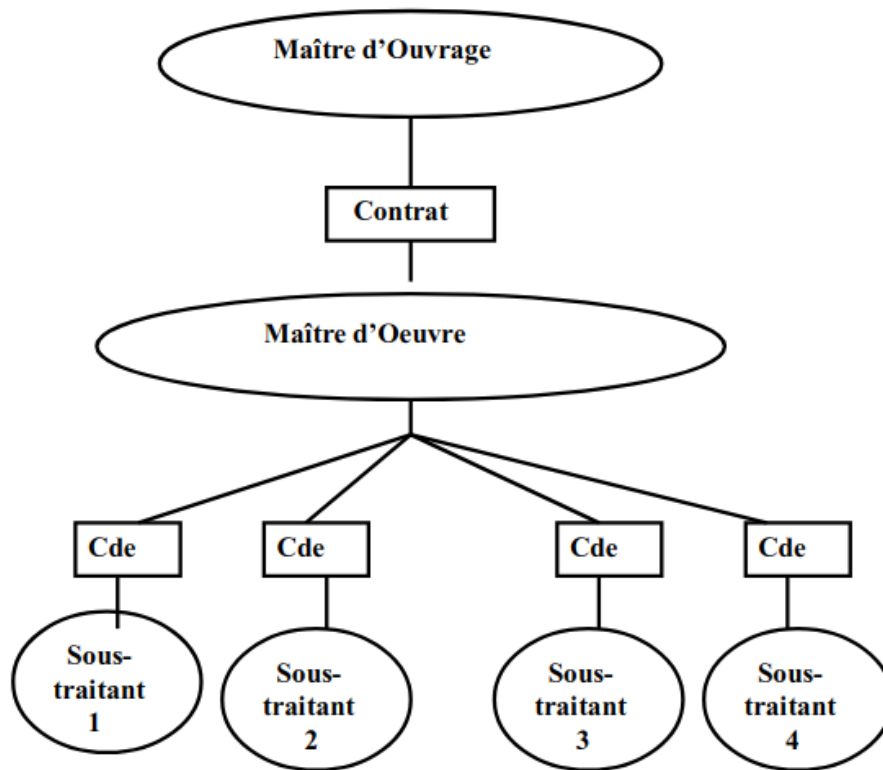 Maître d’Ouvrage
Contrat
Maître d’Oeuvre
Cde
Cde
Cde
Cde
Sous-
traitant
1
Sous-
traitant
2
Sous-
traitant
3
Sous-
traitant
4